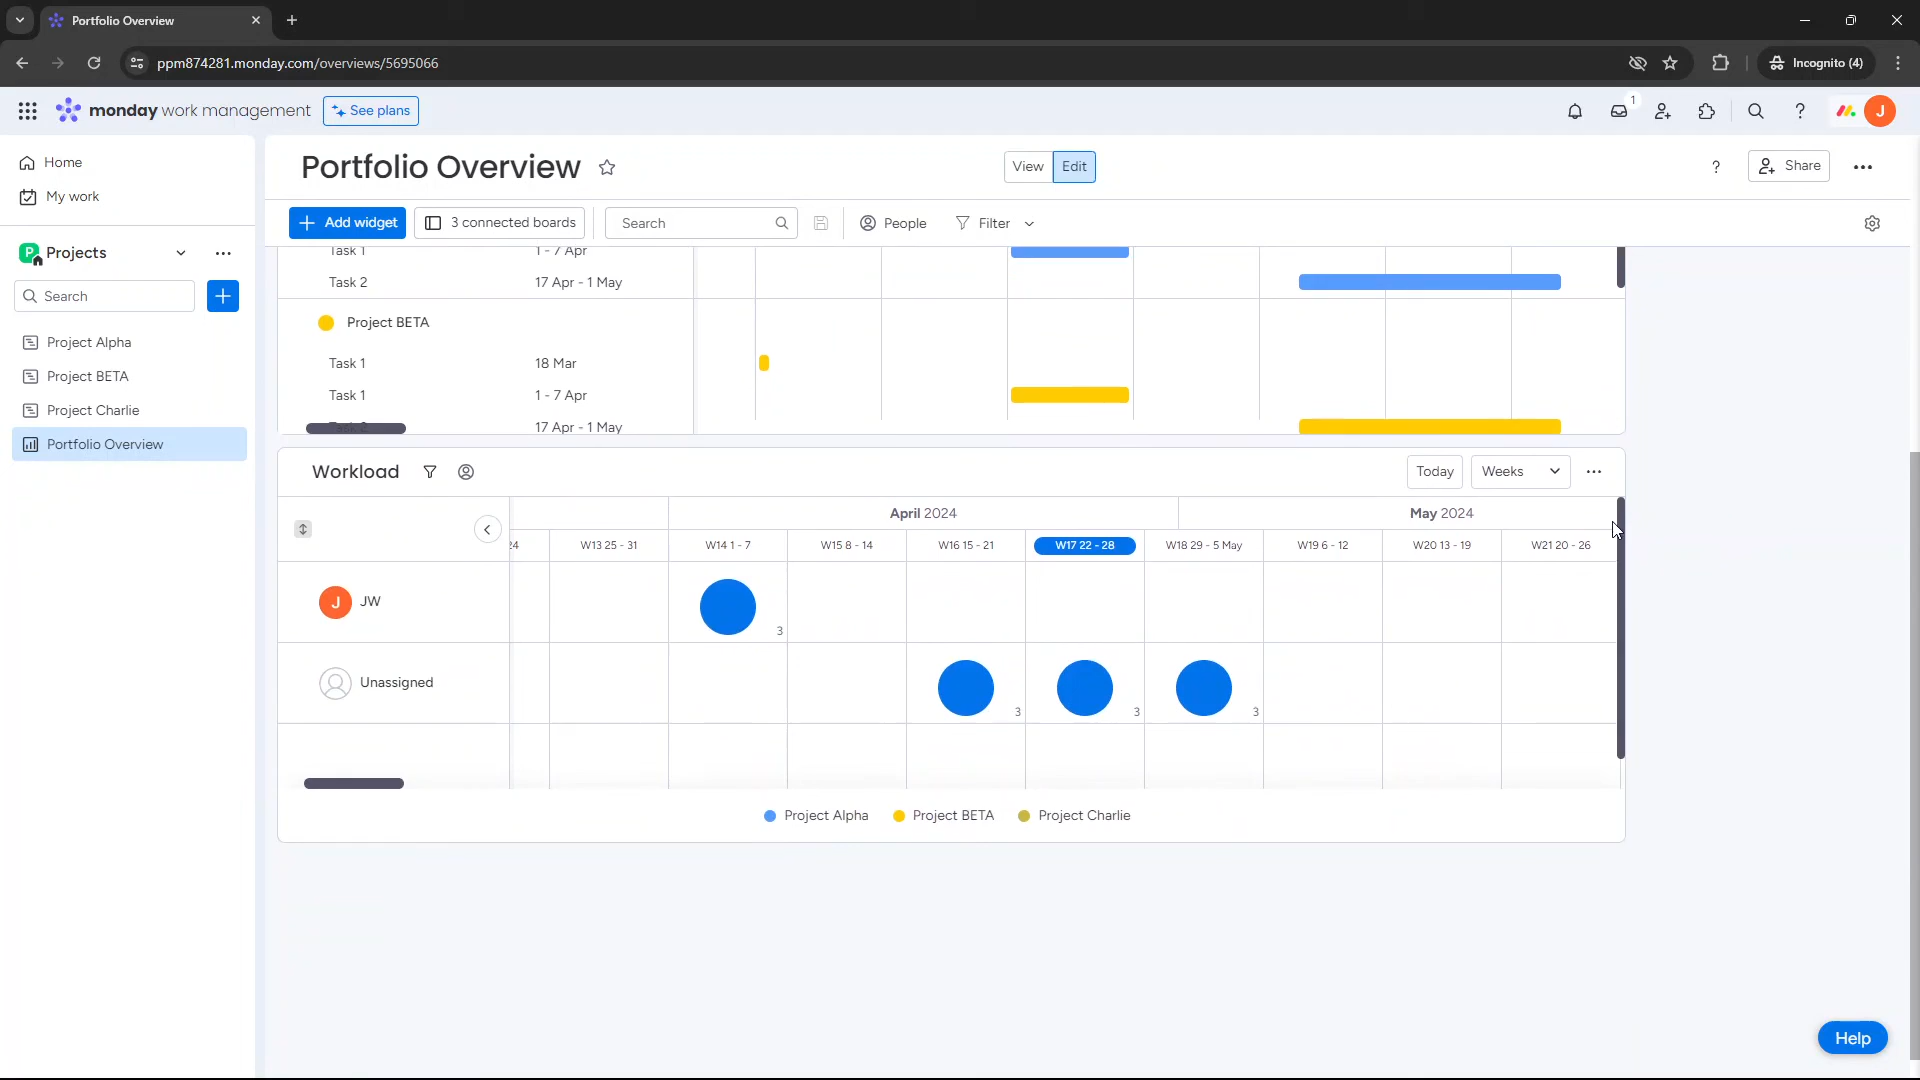 Portfolio Overview
ppm874281.monday.com/overviews/5695066
Incognito (4)
monday work management
See plans
1
J
Home
My work
P Projects
Search
Project Alpha
Project BETA
Project Charlie
Portfolio Overview
Portfolio Overview
View
Edit
?
Share
Add widget
3 connected boards
Search
People
Filter
Task 1 1 - 7 Apr
Task 2 17 Apr - 1 May
Project BETA
Task 1 18 Mar
Task 1 1 - 7 Apr
Task 2 17 Apr - 1 May
Workload
Today
Weeks
April 2024
May 2024
24 W13 25 - 31 W14 1 - 7 W15 8 - 14 W16 15 - 21 W17 22 - 28 W18 29 - 5 May W19 6 - 12 W20 13 - 19 W21 20 - 26
J JW
3
Unassigned
3 3 3
Project Alpha Project BETA Project Charlie
Help